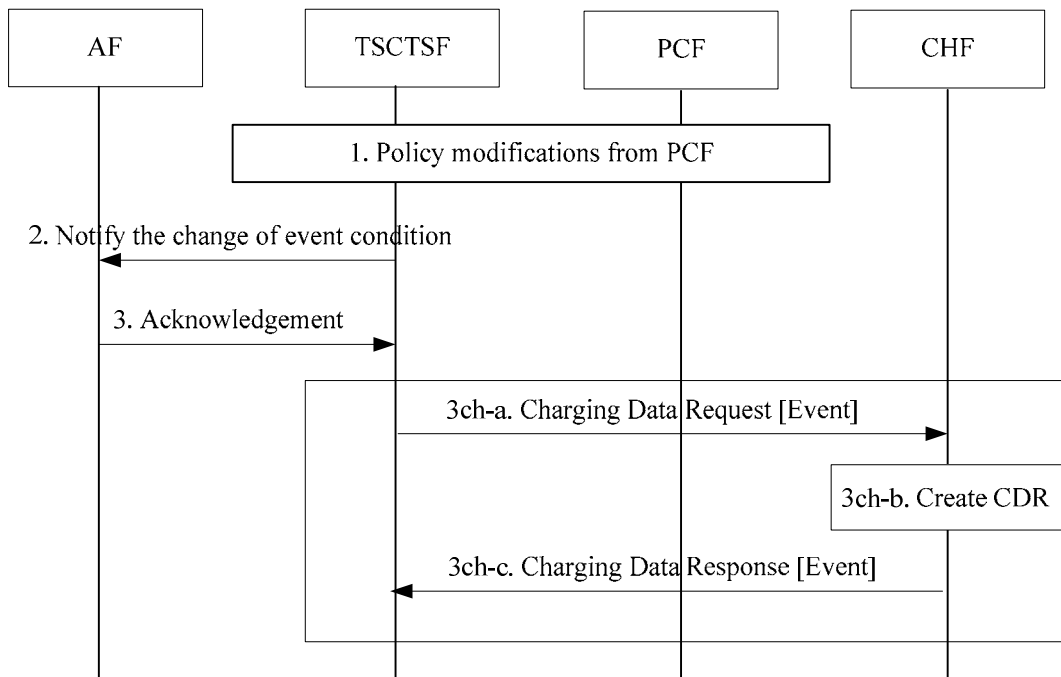 AF
TSCTSF
PCF
CHF
1. Policy modifications from PCF
2. Notify the change of event condition
3. Acknowledgement
3ch-a. Charging Data Request [Event]
3ch-b. Create CDR
3ch-c. Charging Data Response [Event]